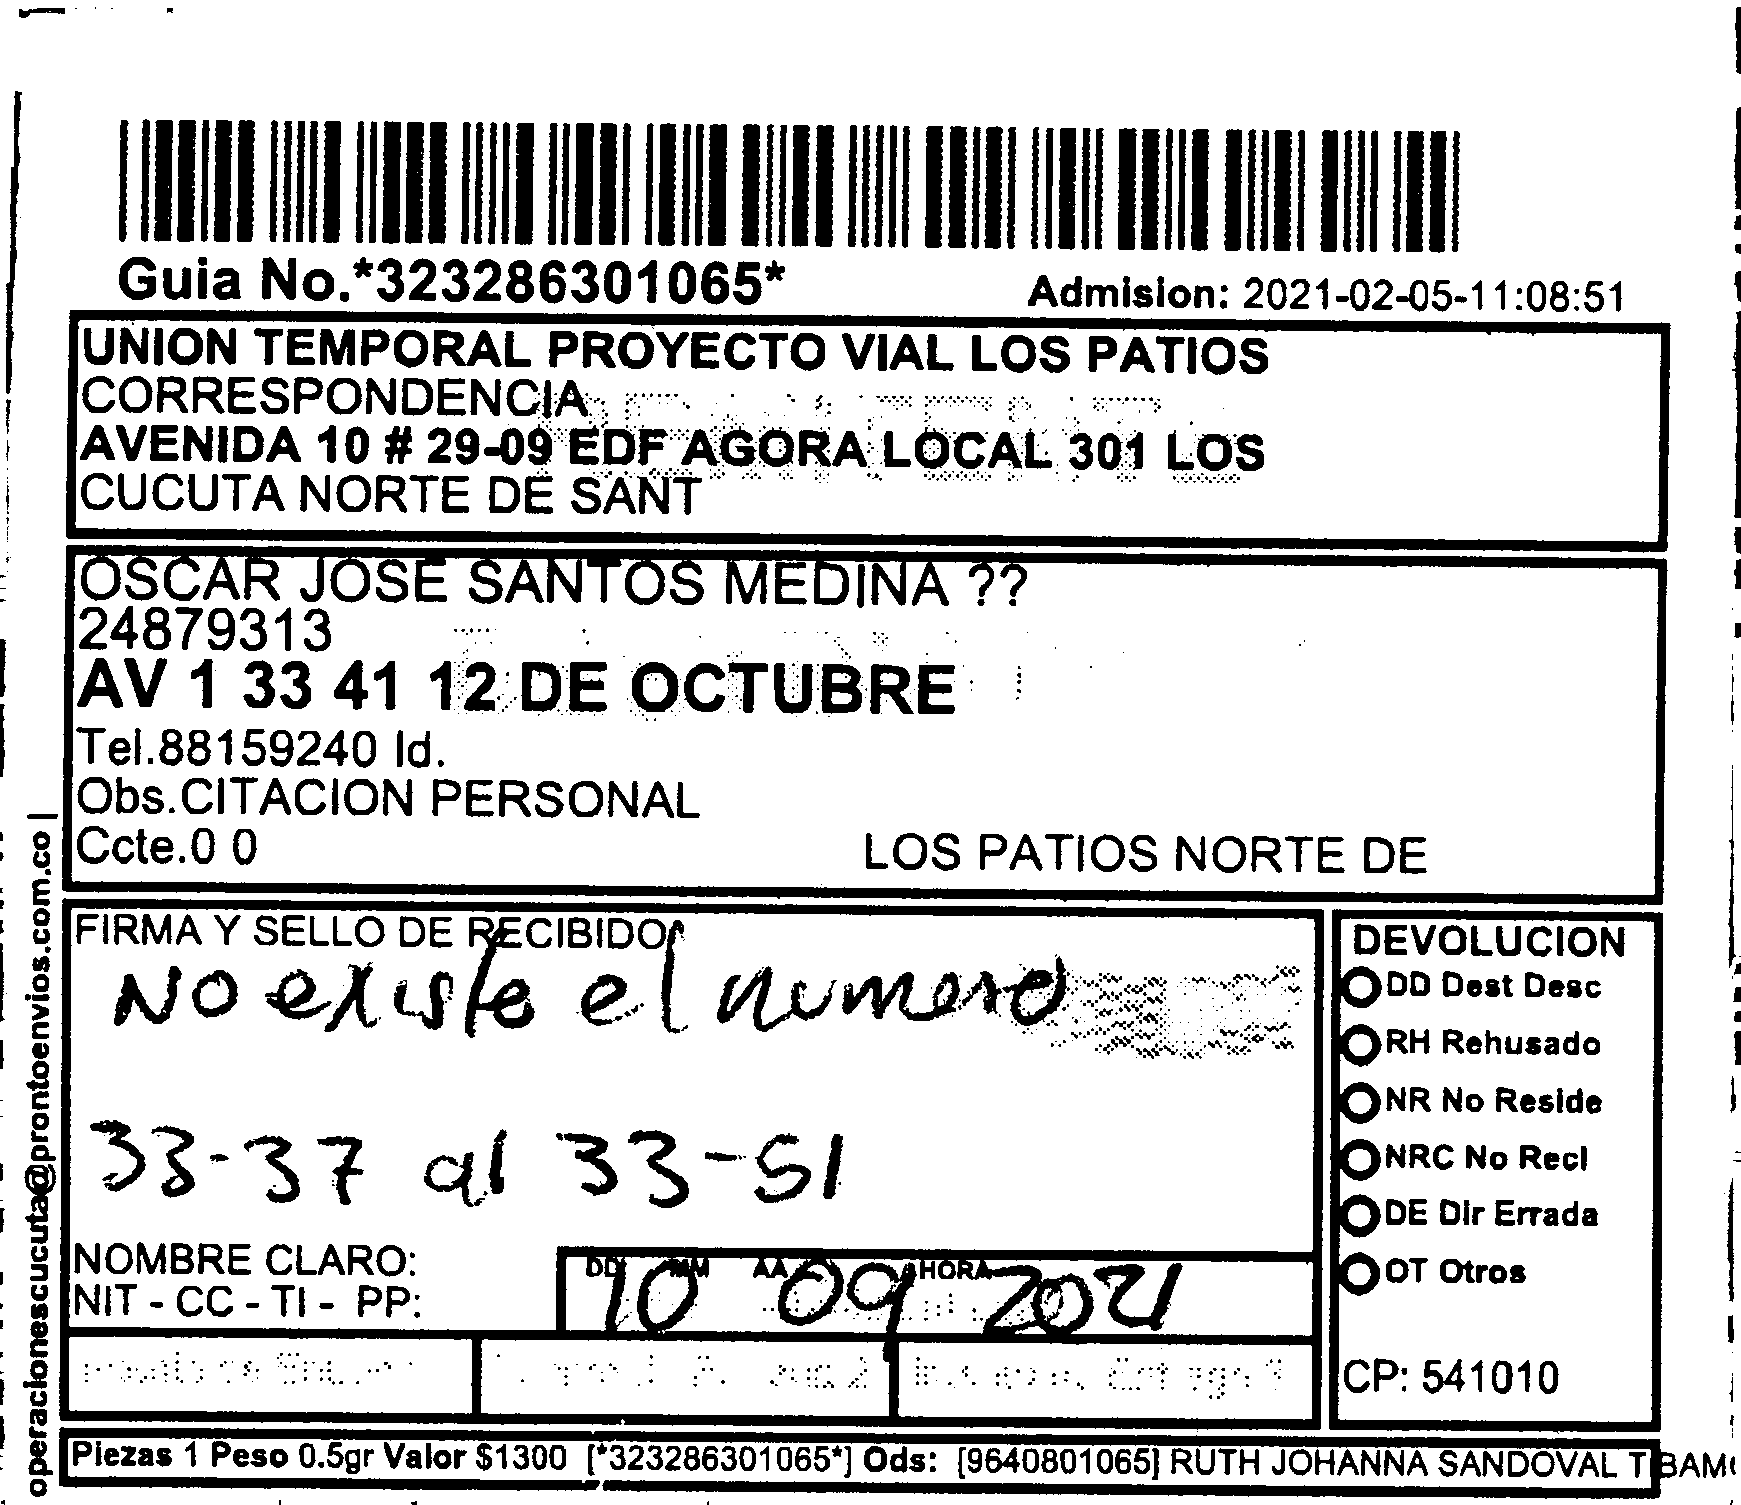 Guia No.*323286301065*
Admision: 2021-02-05-11:08:51
UNION TEMPORAL PROYECTO VIAL LOS PATIOS
CORRESPONDENCIA
AVENIDA 10 # 29-09 EDF AGORA LOCAL 301 LOS
CUCUTA NORTE DE SANT
OSCAR JOSE SANTOS MEDINA ??
24879313
AV 1 33 41 12 DE OCTUBRE
Tel.88159240 Id.
Obs.CITACION PERSONAL
Ccte.0 0
LOS PATIOS NORTE DE
FIRMA Y SELLO DE RECIBIDO
No existe el numero
33-37 al 33-51
NOMBRE CLARO:
NIT - CC - TI - PP:
DD MM AA HORA
10 09 2021
DEVOLUCION
DD Dest Desc
RH Rehusado
NR No Reside
NRC No Recl
DE Dir Errada
OT Otros
CP: 541010
Piezas 1 Peso 0.5gr Valor $1300 [*323286301065*] Ods: [9640801065] RUTH JOHANNA SANDOVAL TIBAM
operacionescucuta@prontoenvios.com.co |